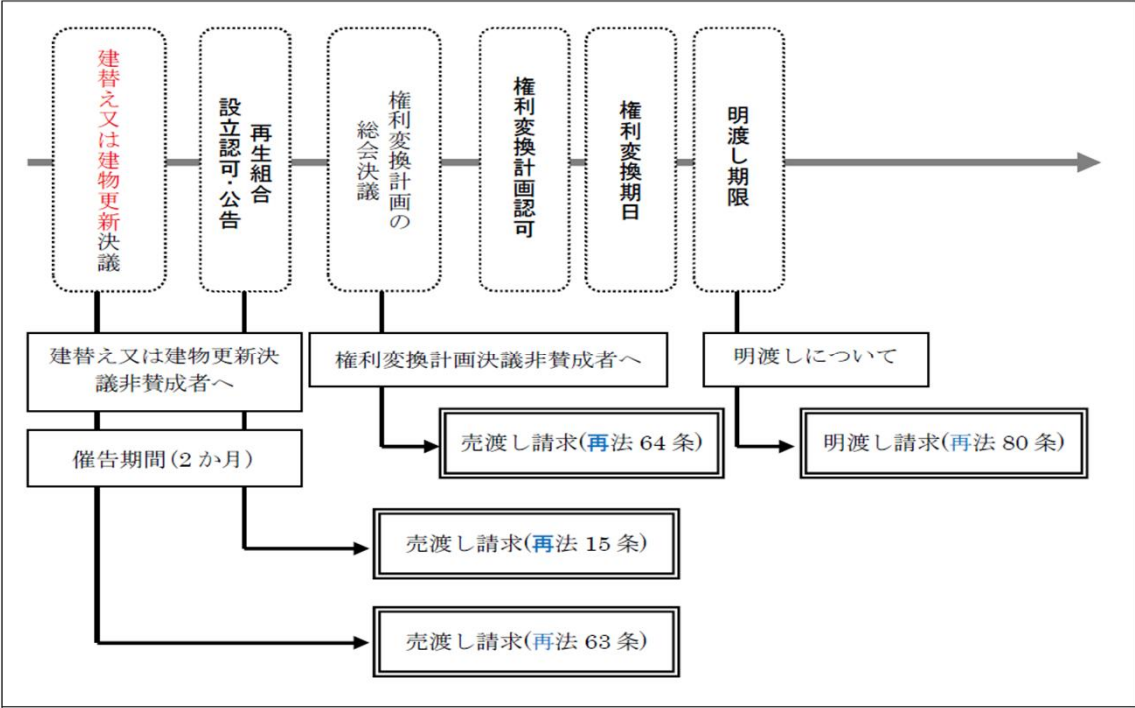 建替え又は建物更新決議
再生組合
設立認可・公告
権利変換計画の
総会決議
権利変換計画認可
権利変換期日
明渡し期限
建替え又は建物更新決
議非賛成者へ
権利変換計画決議非賛成者へ
明渡しについて
売渡し請求(再法 64 条)
明渡し請求(再法 80 条)
催告期間(2 か月)
売渡し請求(再法 15 条)
売渡し請求(再法 63 条)